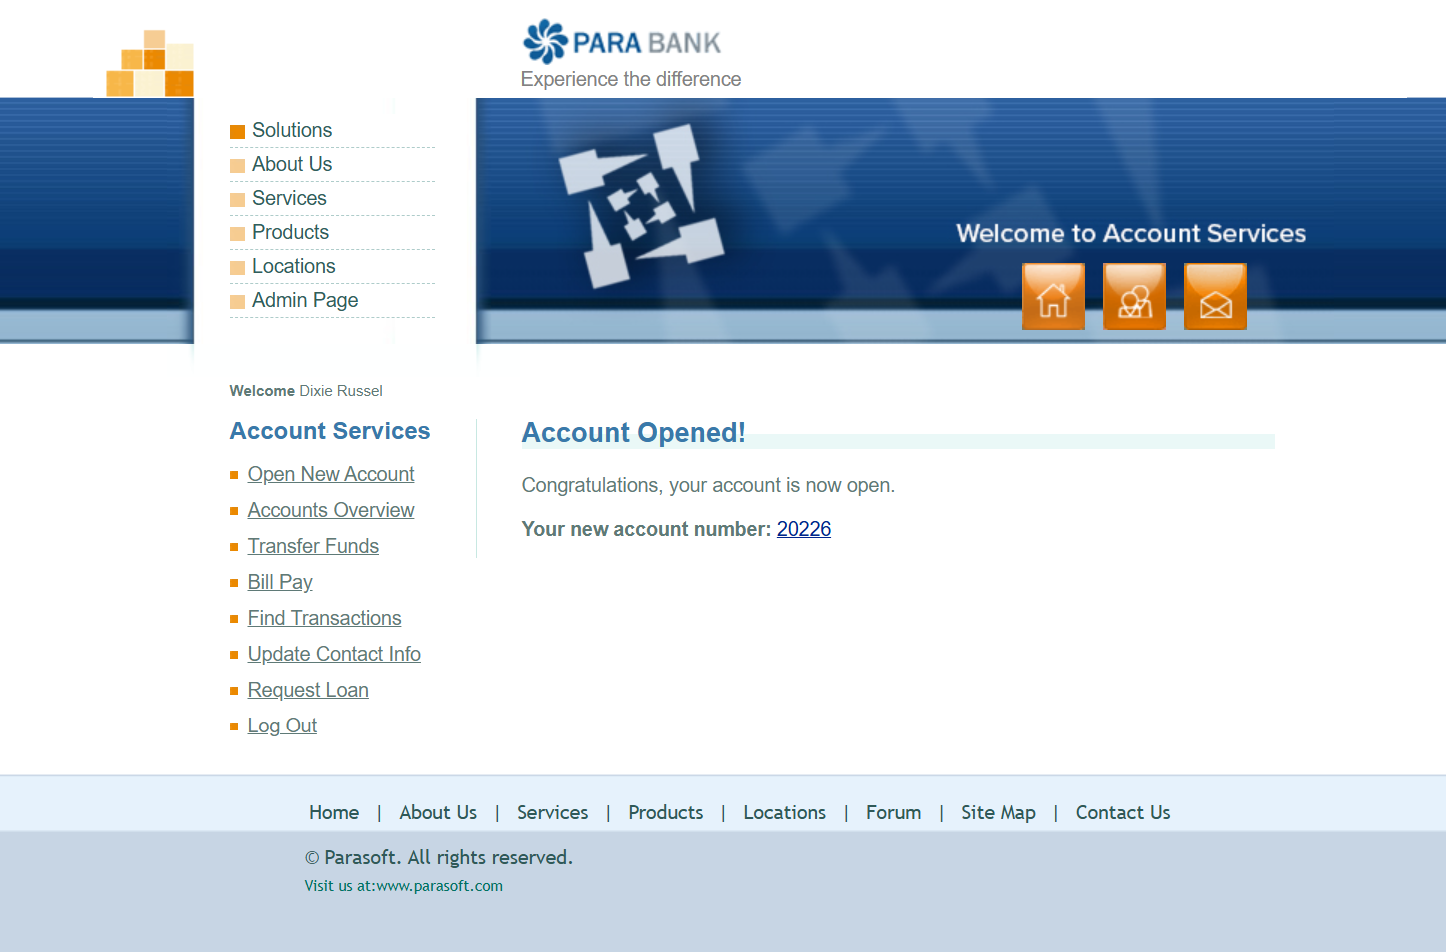 PARA BANK
Experience the difference
Solutions
About Us
Services
Products
Locations
Admin Page
Welcome to Account Services
Welcome Dixie Russel
Account Services
Open New Account
Accounts Overview
Transfer Funds
Bill Pay
Find Transactions
Update Contact Info
Request Loan
Log Out
Account Opened!
Congratulations, your account is now open.
Your new account number: 20226
Home | About Us | Services | Products | Locations | Forum | Site Map | Contact Us
© Parasoft. All rights reserved.
Visit us at:www.parasoft.com